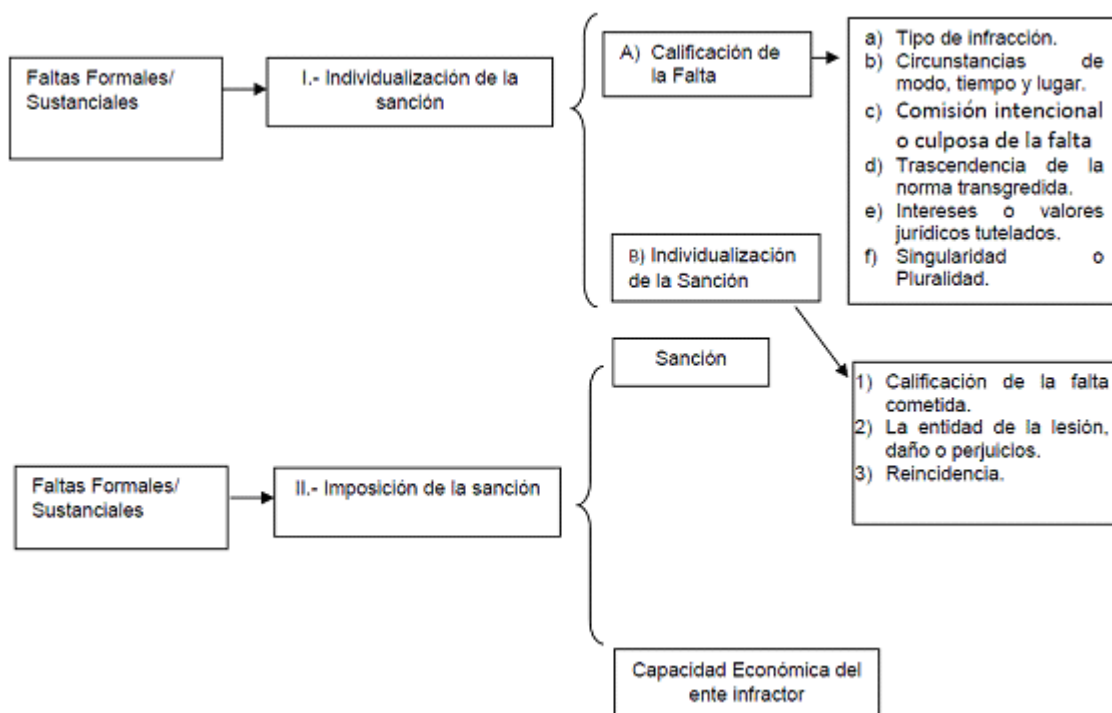 Faltas Formales/
Sustanciales
I.- Individualización de la
sanción
A) Calificación de
la Falta
a) Tipo de infracción.
b) Circunstancias de
modo, tiempo y lugar.
c) Comisión intencional
o culposa de la falta
d) Trascendencia de la
norma transgredida.
e) Intereses o valores
jurídicos tutelados.
f) Singularidad o
Pluralidad.
B) Individualización
de la Sanción
1) Calificación de la falta
cometida.
2) La entidad de la lesión,
daño o perjuicios.
3) Reincidencia.
Faltas Formales/
Sustanciales
II.- Imposición de la sanción
Sanción
Capacidad Económica del
ente infractor